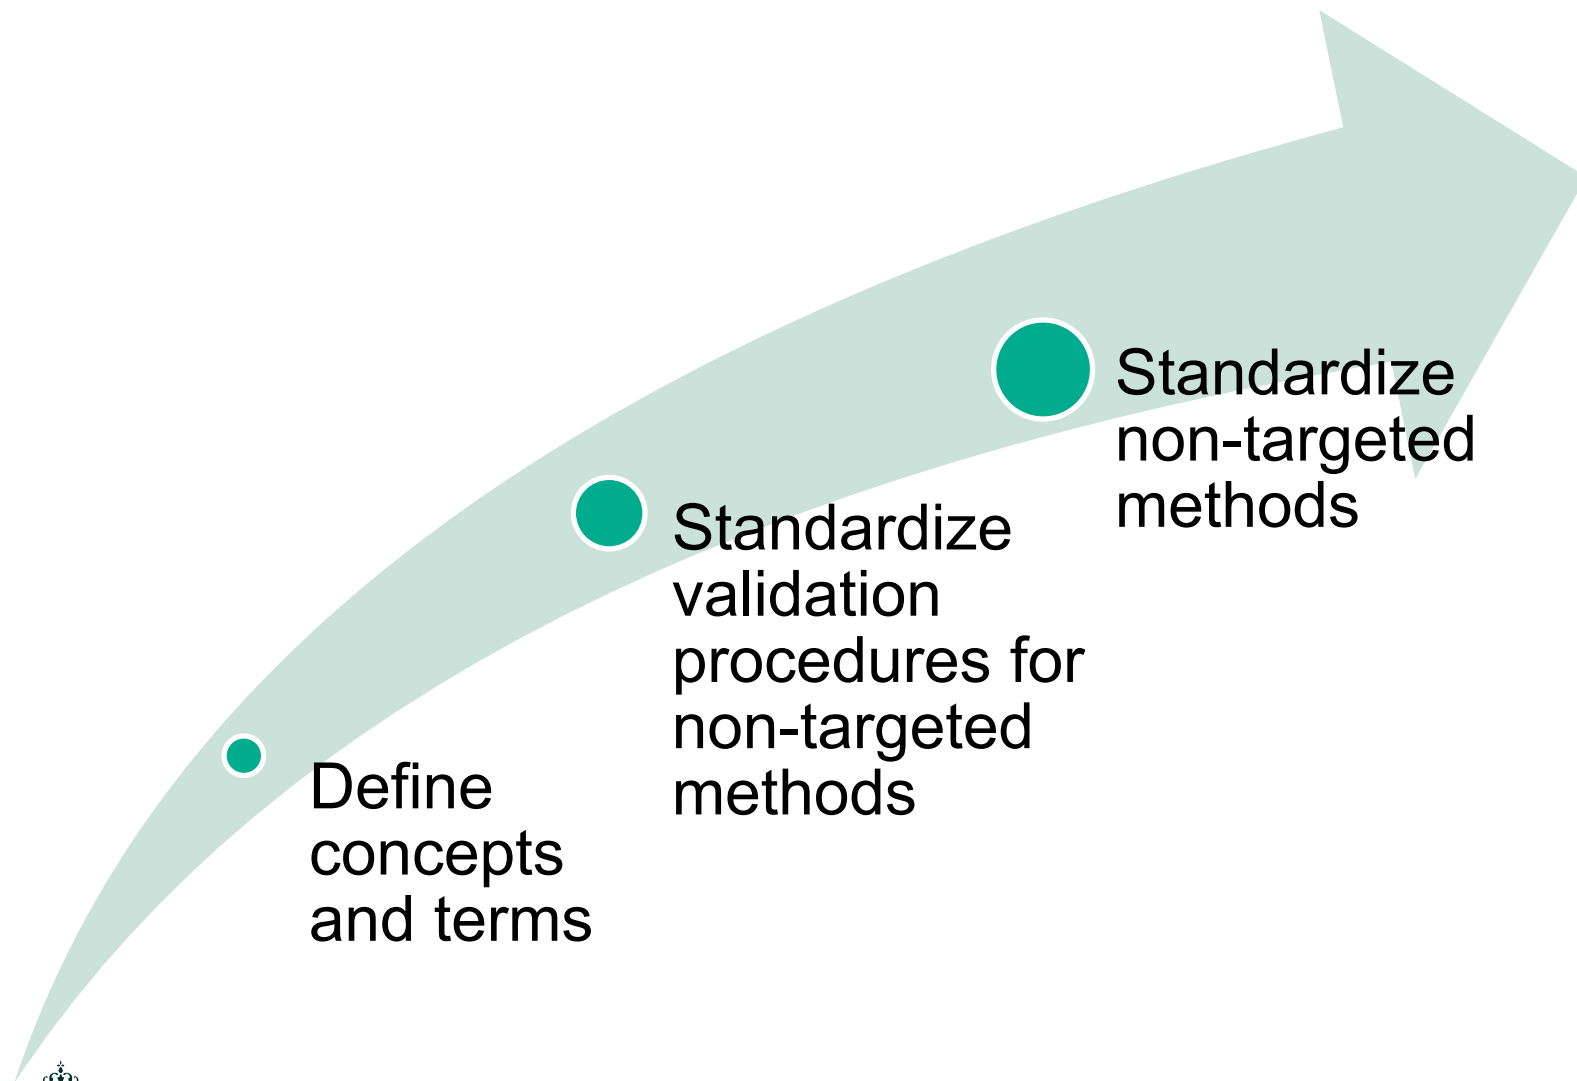 Define
concepts
and terms
Standardize
validation
procedures for
non-targeted
methods
Standardize
non-targeted
methods